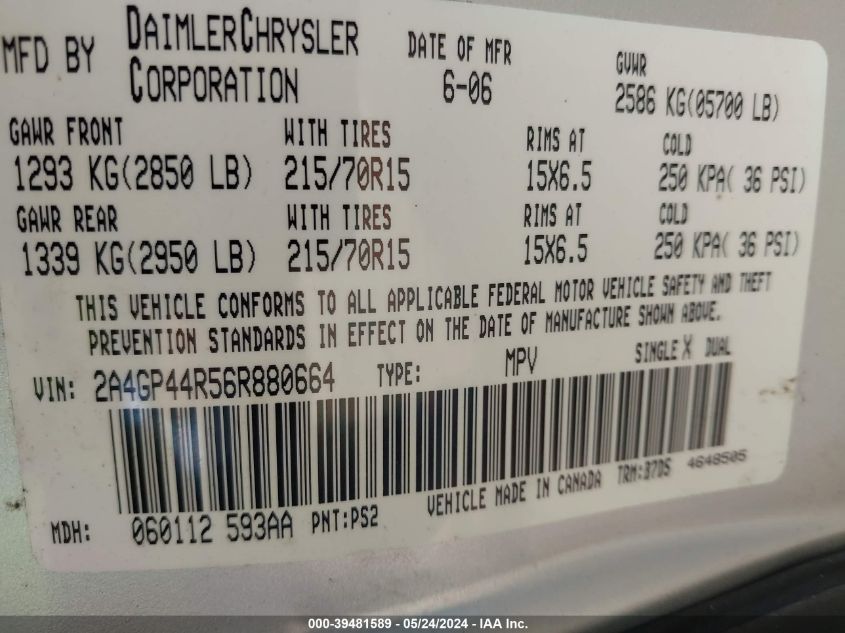 MFD BY DAIMLERCHRYSLER CORPORATION DATE OF MFR 6-06 GVWR 2586 KG(05700 LB)
GAWR FRONT WITH TIRES RIMS AT COLD
1293 KG(2850 LB) 215/70R15 15X6.5 250 KPA( 36 PSI)
GAWR REAR WITH TIRES RIMS AT COLD
1339 KG(2950 LB) 215/70R15 15X6.5 250 KPA( 36 PSI)
THIS VEHICLE CONFORMS TO ALL APPLICABLE FEDERAL MOTOR VEHICLE SAFETY AND THEFT
PREVENTION STANDARDS IN EFFECT ON THE DATE OF MANUFACTURE SHOWN ABOVE.
VIN: 2A4GP44R56R880664 TYPE: MPV SINGLE X DUAL
MDH: 060112 593AA PNT:PS2 VEHICLE MADE IN CANADA TRM:B7D5 4648505
000-39481589 - 05/24/2024 - IAA Inc.